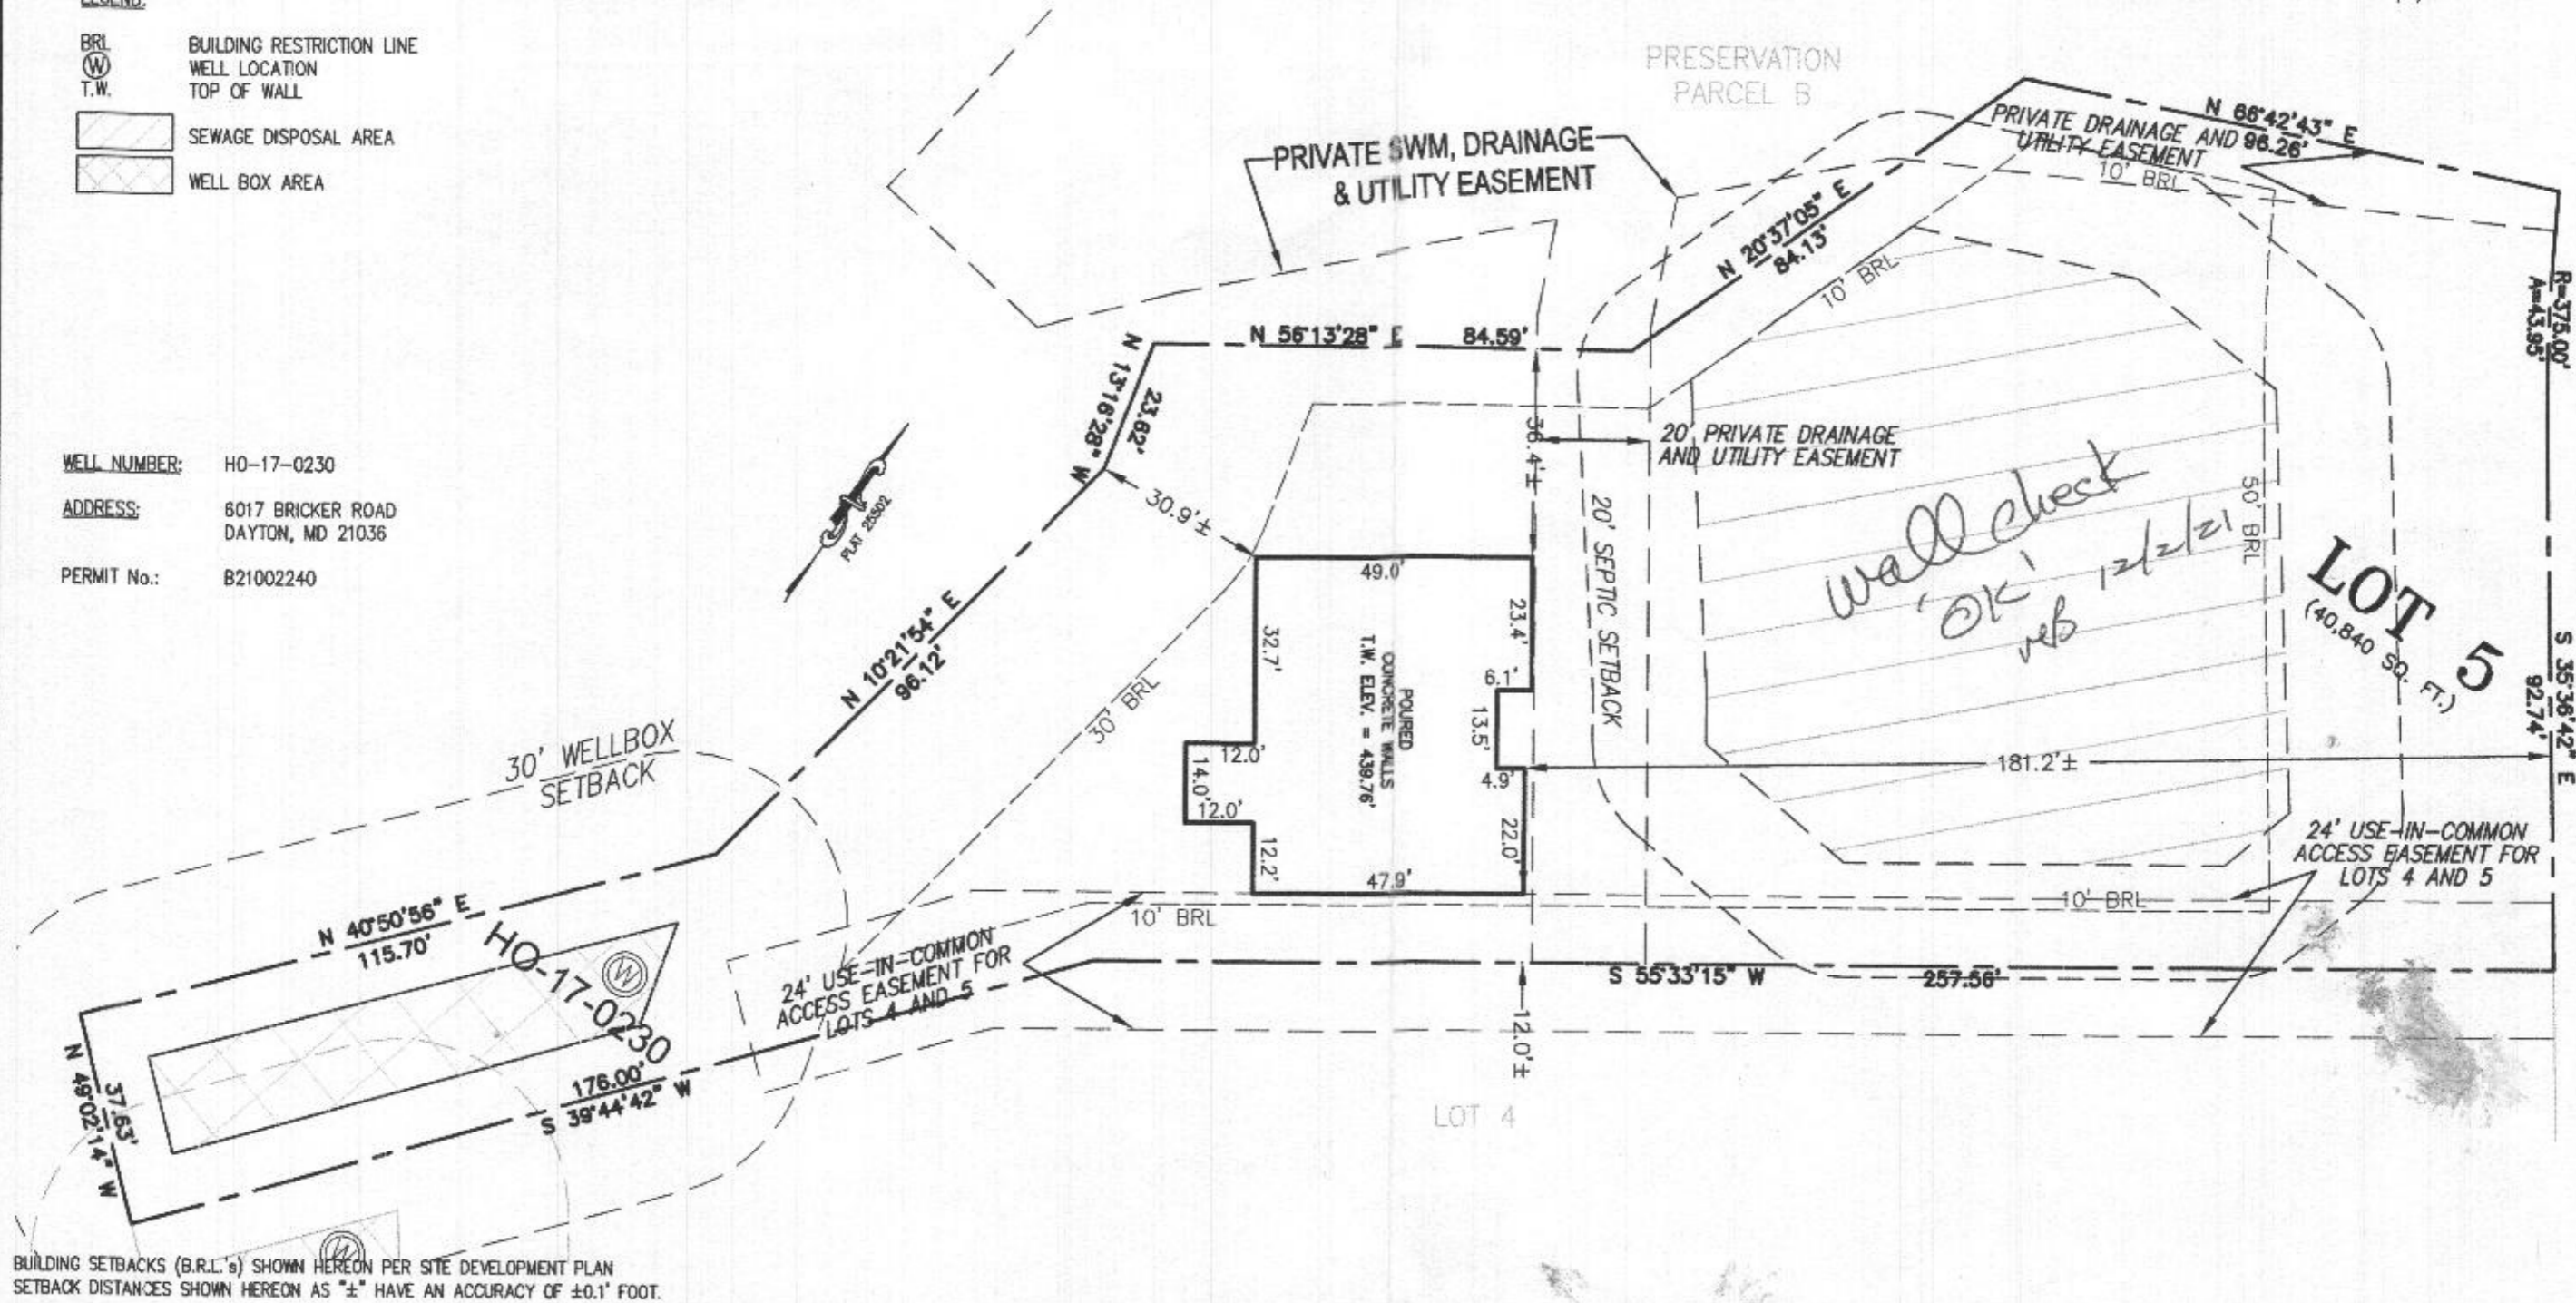 LEGEND:
BRL BUILDING RESTRICTION LINE
W WELL LOCATION
T.W. TOP OF WALL
SEWAGE DISPOSAL AREA
WELL BOX AREA
WELL NUMBER: HO-17-0230
ADDRESS: 6017 BRICKER ROAD
DAYTON, MD 21036
PERMIT No.: B21002240
PRESERVATION
PARCEL B
PRIVATE SWM, DRAINAGE
& UTILITY EASEMENT
N 66°42'43" E
96.26'
PRIVATE DRAINAGE AND
UTILITY EASEMENT
10' BRL
N 20°37'05" E
84.13'
10' BRL
R=375.00'
A=43.95'
N 56°13'28" E 84.59'
N 13°16'28" W
23.62'
36.4'±
20' PRIVATE DRAINAGE
AND UTILITY EASEMENT
30.9'±
PLAT 25502
20' SEPTIC SETBACK
wall check
'OK'
12/2/21
50' BRL
LOT 5
(40,840 SQ. FT.)
S 35°36'42" E
92.74'
49.0'
23.4'
32.7'
6.1'
13.5'
4.9'
22.0'
12.0'
14.0'
12.0'
12.2'
47.9'
POURED
CONCRETE WALLS
T.W. ELEV. = 439.76'
181.2'±
N 10°21'54" E
96.12'
30' BRL
30' WELLBOX
SETBACK
24' USE-IN-COMMON
ACCESS EASEMENT FOR
LOTS 4 AND 5
10' BRL
10' BRL
N 40°50'56" E
115.70'
HO-17-0230
W
24' USE-IN-COMMON
ACCESS EASEMENT FOR
LOTS 4 AND 5
S 55°33'15" W 257.56'
12.0'±
N 49°02'14" W
37.63'
176.00'
S 39°44'42" W
LOT 4
W
BUILDING SETBACKS (B.R.L.'s) SHOWN HEREON PER SITE DEVELOPMENT PLAN
SETBACK DISTANCES SHOWN HEREON AS "±" HAVE AN ACCURACY OF ±0.1' FOOT.